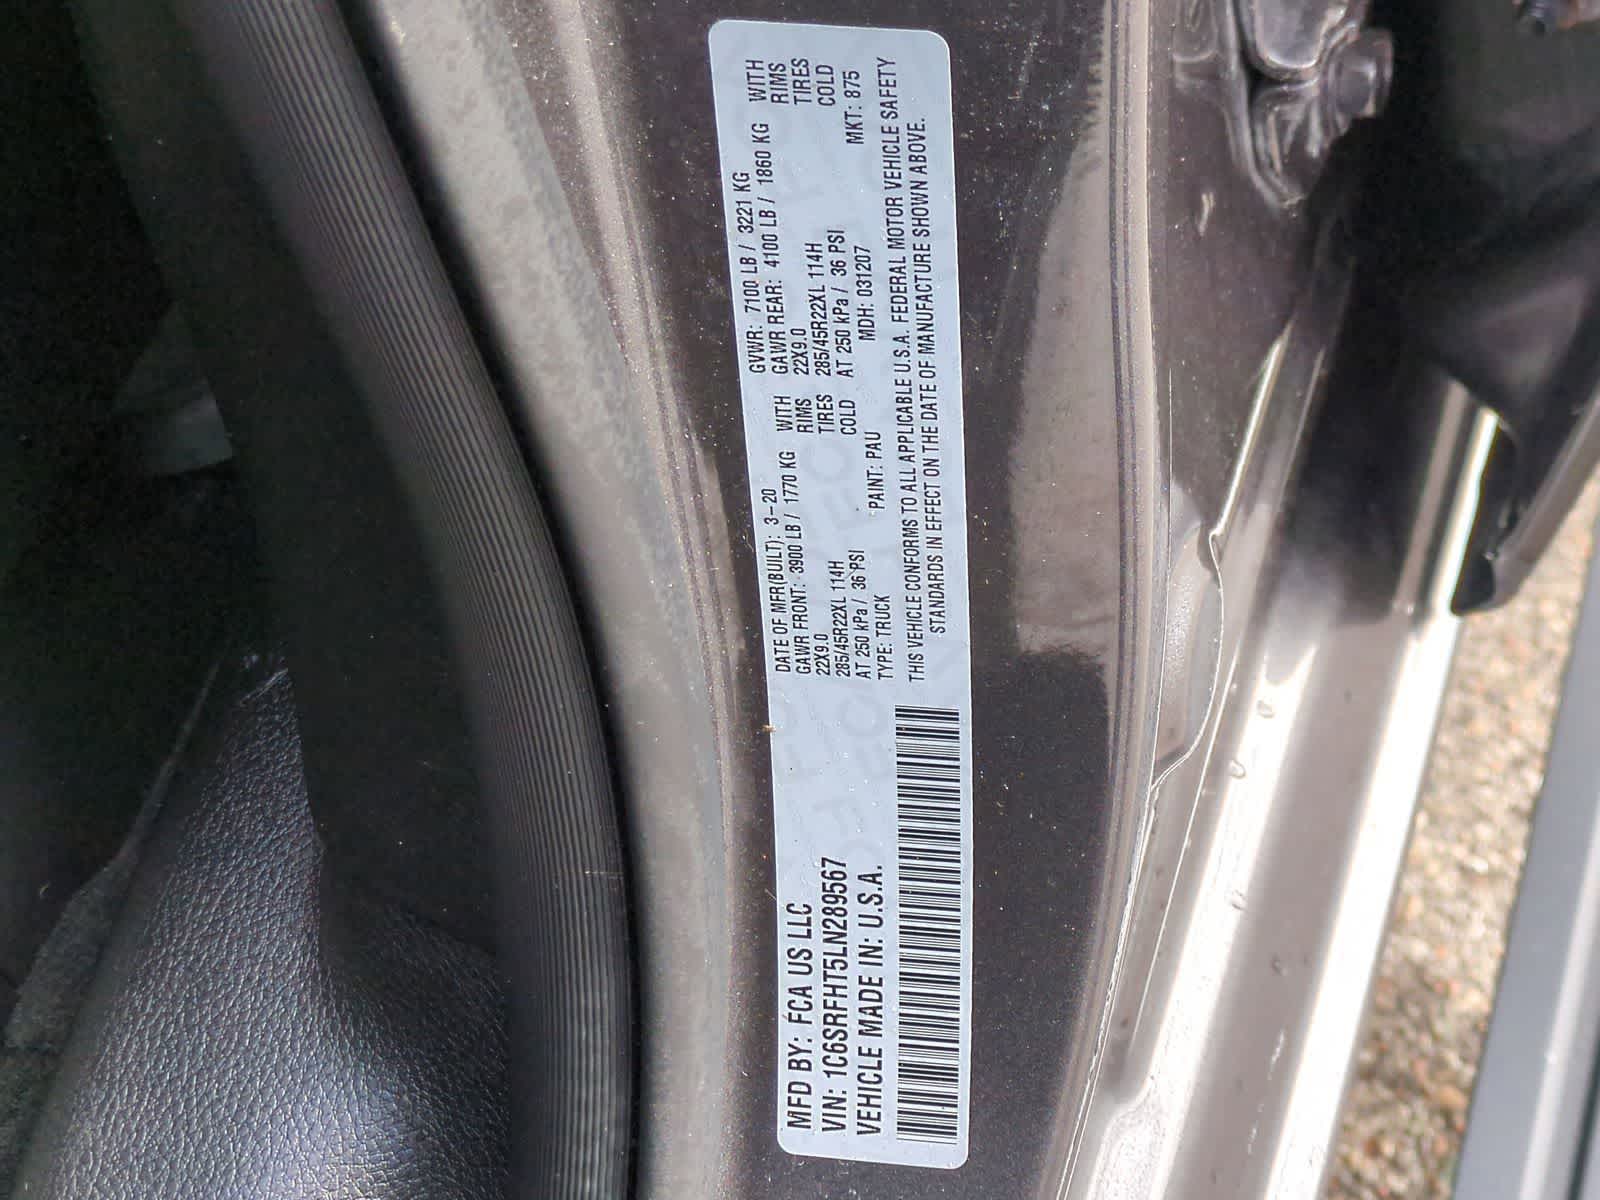 MFD BY: FCA US LLC
VIN: 1C6SRFHT5LN289567
VEHICLE MADE IN: U.S.A.
DATE OF MFR(BUILT): 3-20 GVWR: 7100 LB / 3221 KG
GAWR FRONT: 3900 LB / 1770 KG WITH GAWR REAR: 4100 LB / 1860 KG WITH
22X9.0 RIMS 22X9.0 RIMS
285/45R22XL 114H TIRES 285/45R22XL 114H TIRES
AT 250 kPa / 36 PSI COLD AT 250 kPa / 36 PSI COLD
TYPE: TRUCK PAINT: PAU MDH: 031207 MKT: 875
THIS VEHICLE CONFORMS TO ALL APPLICABLE U.S.A. FEDERAL MOTOR VEHICLE SAFETY
STANDARDS IN EFFECT ON THE DATE OF MANUFACTURE SHOWN ABOVE.